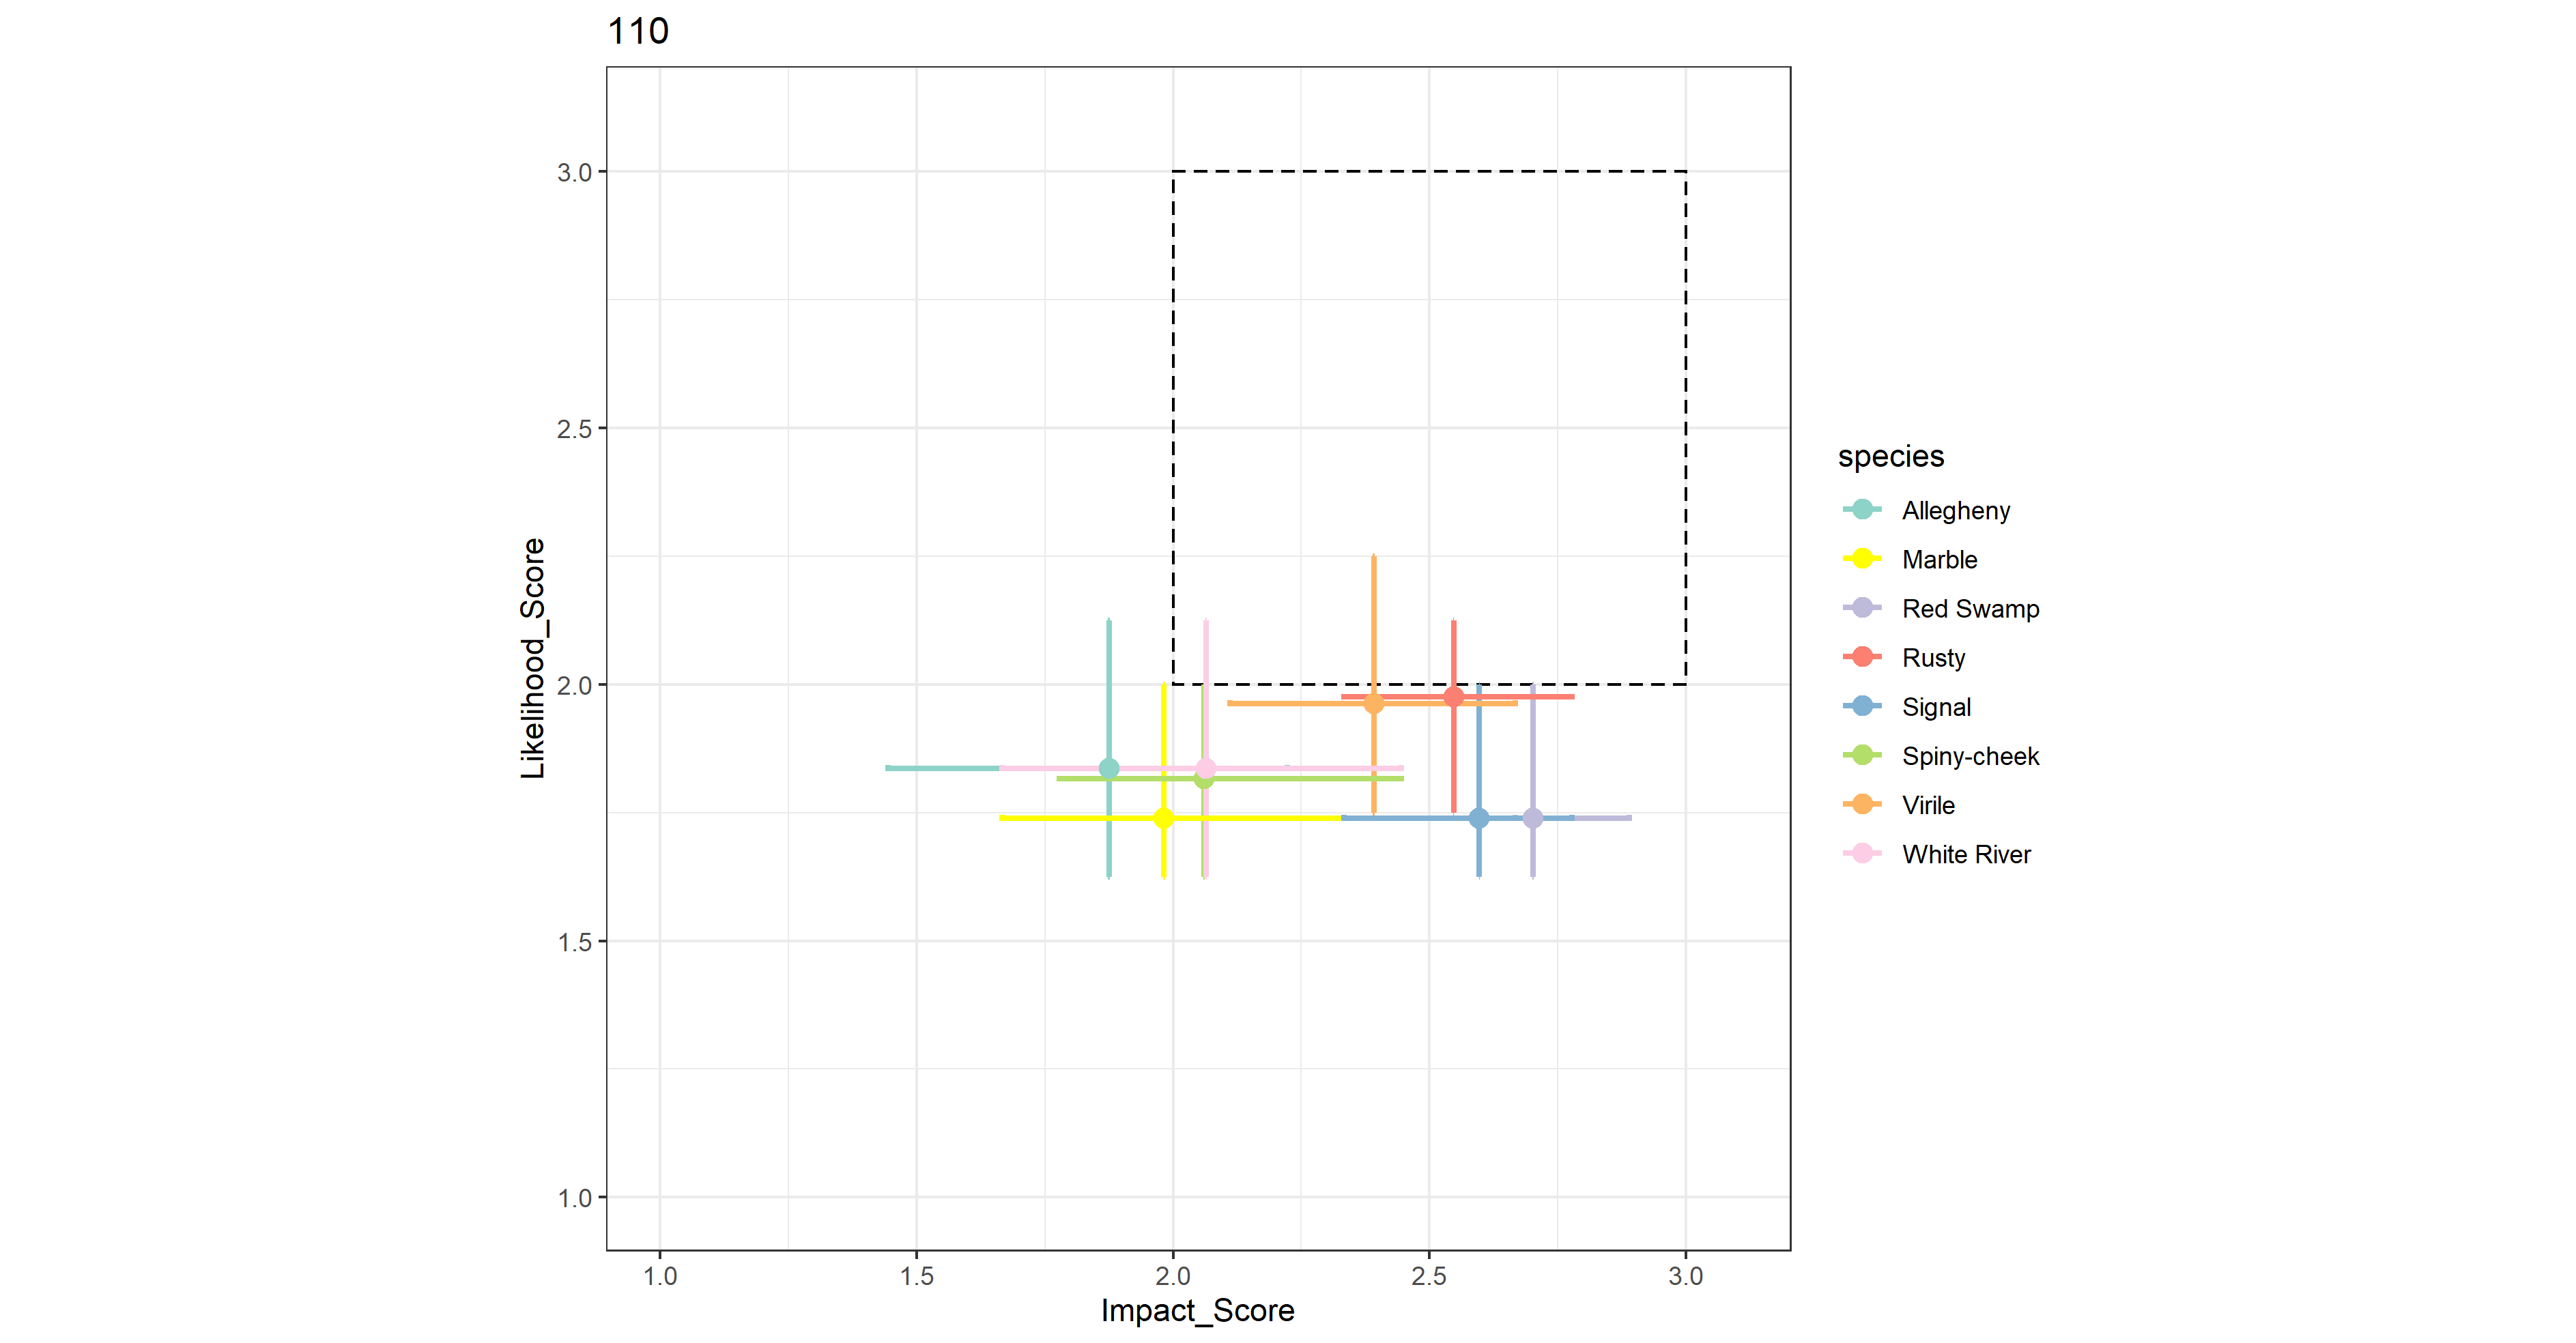 110
Likelihood_Score
3.0
2.5
2.0
1.5
1.0
1.0 1.5 2.0 2.5 3.0
Impact_Score
species
Allegheny
Marble
Red Swamp
Rusty
Signal
Spiny-cheek
Virile
White River